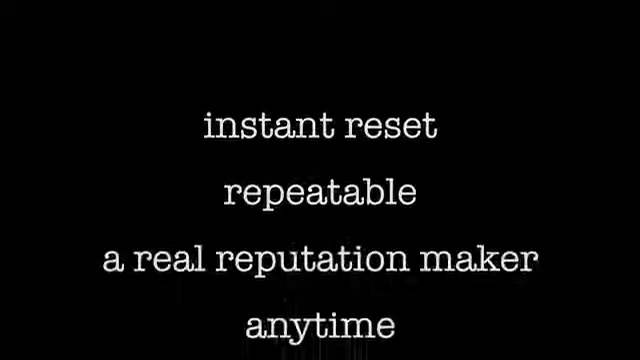 instant reset
repeatable
a real reputation maker
anytime